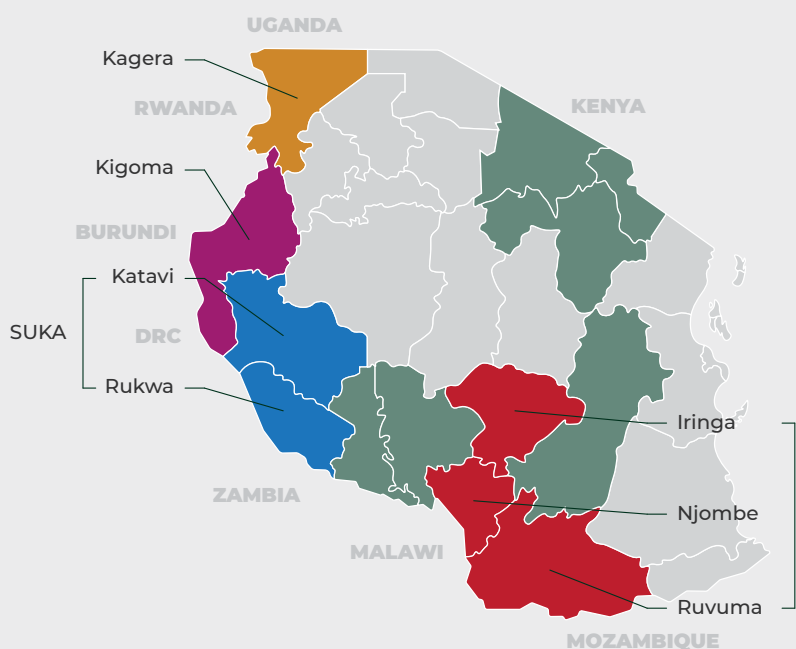 UGANDA
Kagera
RWANDA
KENYA
Kigoma
BURUNDI
Katavi
SUKA
DRC
Rukwa
Iringa
ZAMBIA
Njombe
MALAWI
Ruvuma
MOZAMBIQUE